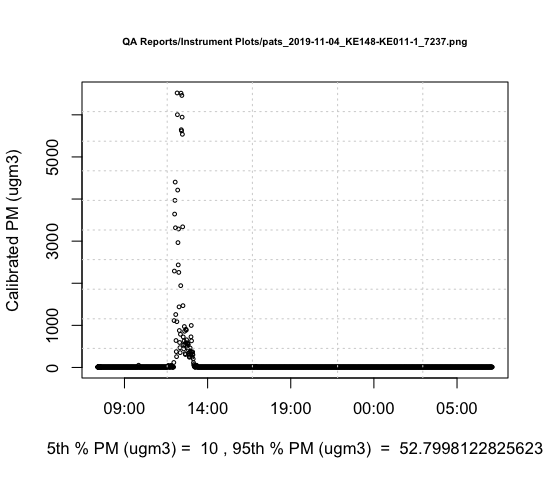 QA Reports/Instrument Plots/pats_2019-11-04_KE148-KE011-1_7237.png
Calibrated PM (ugm3)
5000
3000
1000
0
09:00 14:00 19:00 00:00 05:00
5th % PM (ugm3) = 10 , 95th % PM (ugm3) = 52.7998122825623